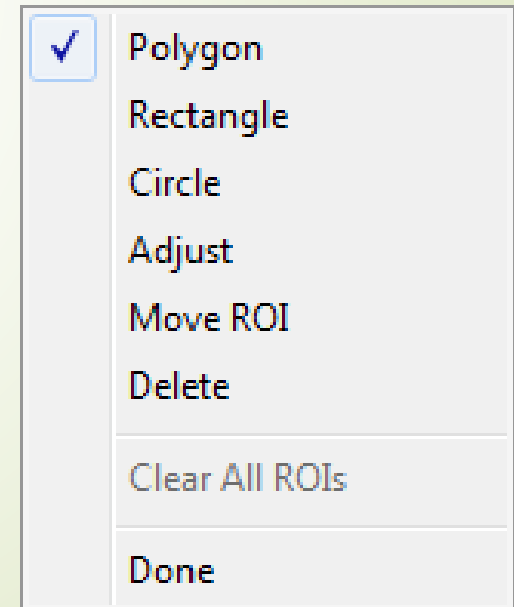 Polygon
Rectangle
Circle
Adjust
Move ROI
Delete
Clear All ROIs
Done